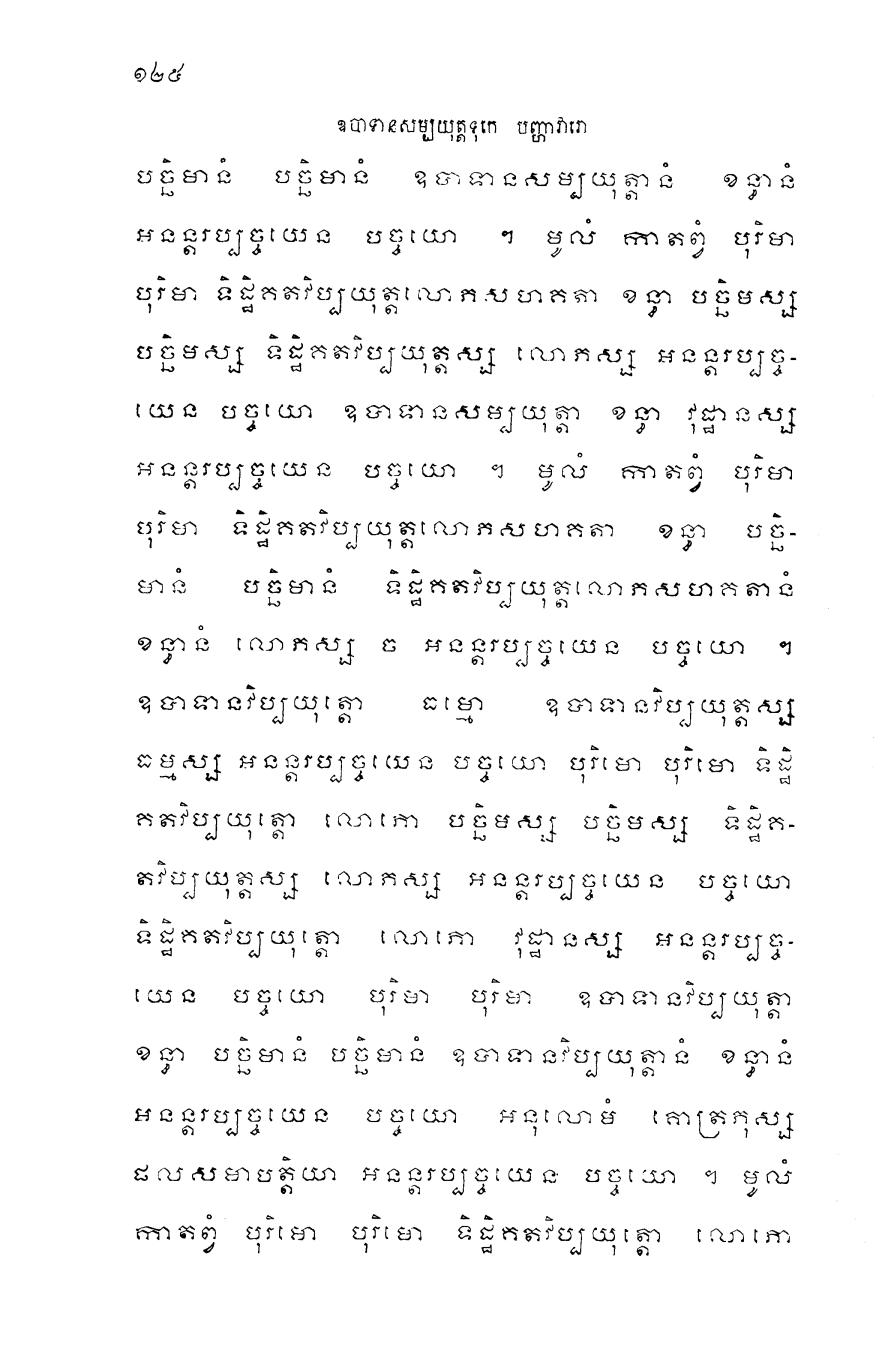 ១២៥
ឧបាទានសម្បយុត្តទុកេ បញ្ហាវារោ
បច្ឆិមានំ បច្ឆិមានំ ឧបាទានសម្បយុត្តានំ ខន្ធានំ
អនន្តរប្បច្ចយេន បច្ចយោ ។ មូលំ កាតព្វំ បុរិមា
បុរិមា ទិដ្ឋិគតវិប្បយុត្តលោភសហគតា ខន្ធា បច្ឆិមស្ស
បច្ឆិមស្ស ទិដ្ឋិគតវិប្បយុត្តស្ស លោភស្ស អនន្តរប្បច្ច-
យេន បច្ចយោ ឧបាទានសម្បយុត្តា ខន្ធា វុដ្ឋានស្ស
អនន្តរប្បច្ចយេន បច្ចយោ ។ មូលំ កាតព្វំ បុរិមា
បុរិមា ទិដ្ឋិគតវិប្បយុត្តលោភសហគតា ខន្ធា បច្ឆិ-
មានំ បច្ឆិមានំ ទិដ្ឋិគតវិប្បយុត្តលោភសហគតានំ
ខន្ធានំ លោភស្ស ច អនន្តរប្បច្ចយេន បច្ចយោ ។
ឧបាទានវិប្បយុត្តោ ធម្មោ ឧបាទានវិប្បយុត្តស្ស
ធម្មស្ស អនន្តរប្បច្ចយេន បច្ចយោ បុរិមោ បុរិមោ ទិដ្ឋិ
គតវិប្បយុត្តោ លោភោ បច្ឆិមស្ស បច្ឆិមស្ស ទិដ្ឋិគ-
តវិប្បយុត្តស្ស លោភស្ស អនន្តរប្បច្ចយេន បច្ចយោ
ទិដ្ឋិគតវិប្បយុត្តោ លោភោ វុដ្ឋានស្ស អនន្តរប្បច្ច-
យេន បច្ចយោ បុរិមា បុរិមា ឧបាទានវិប្បយុត្តា
ខន្ធា បច្ឆិមានំ បច្ឆិមានំ ឧបាទានវិប្បយុត្តានំ ខន្ធានំ
អនន្តរប្បច្ចយេន បច្ចយោ អនុលោមំ គោត្រភុស្ស
ផលសមាបត្តិយា អនន្តរប្បច្ចយេន បច្ចយោ ។ មូលំ
កាតព្វំ បុរិមោ បុរិមោ ទិដ្ឋិគតវិប្បយុត្តោ លោភោ